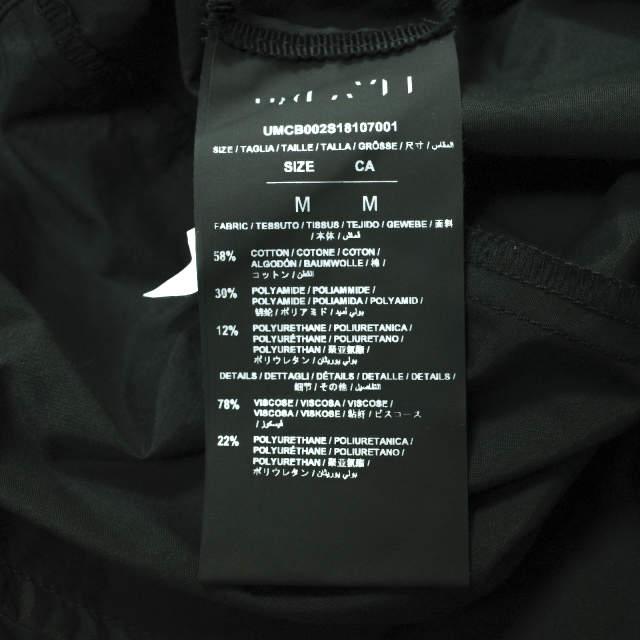 UMCB002S18107001
SIZE / TAGLIA / TAILLE / TALLA / GRÖSSE / 尺寸 / المقاس
SIZE CA
M M
FABRIC / TESSUTO / TISSUS / TEJIDO / GEWEBE / 面料
/ 本体 / قماش
58% COTTON / COTONE / COTON /
ALGODÓN / BAUMWOLLE / 棉 /
コットン / القطن
30% POLYAMIDE / POLIAMMIDE /
POLYAMIDE / POLIAMIDA / POLYAMID /
锦纶 / ポリアミド / بولي أميد
12% POLYURETHANE / POLIURETANICA /
POLYURÉTHANE / POLIURETANO /
POLYURETHAN / 聚亚氨酯 /
ポリウレタン / بولي يوريثان
DETAILS / DETTAGLI / DÉTAILS / DETALLE / DETAILS /
细节 / その他 / التفاصيل
78% VISCOSE / VISCOSA / VISCOSE /
VISCOSA / VISKOSE / 黏纤 / ビスコース
/ فيسكوز
22% POLYURETHANE / POLIURETANICA /
POLYURÉTHANE / POLIURETANO /
POLYURETHAN / 聚亚氨酯 /
ポリウレタン / بولي يوريثان